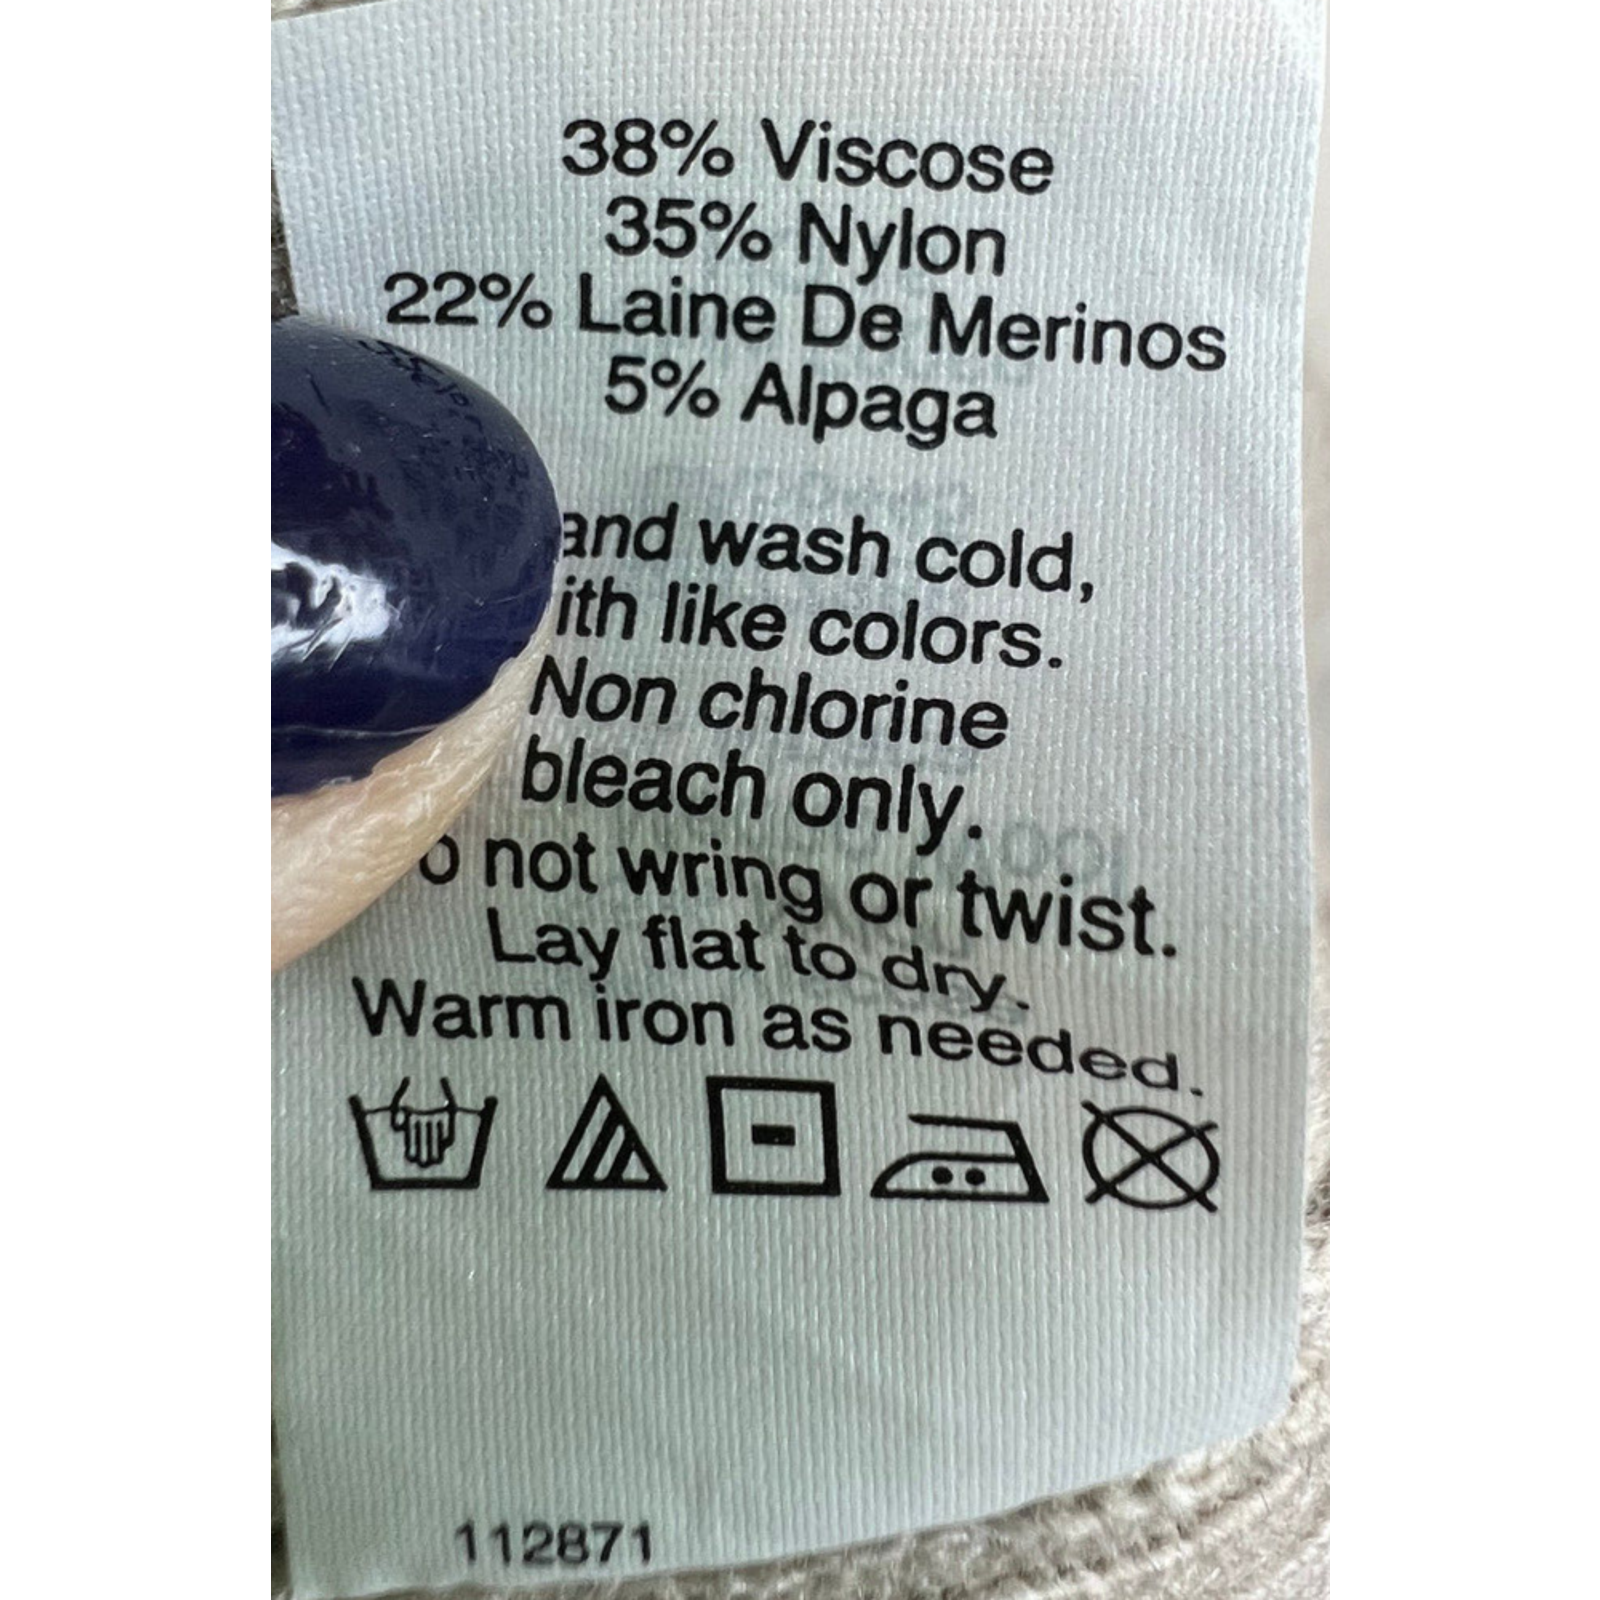 38% Viscose
35% Nylon
22% Laine De Merinos
5% Alpaga
and wash cold,
ith like colors.
Non chlorine
bleach only.
o not wring or twist.
Lay flat to dry.
Warm iron as needed.
112871